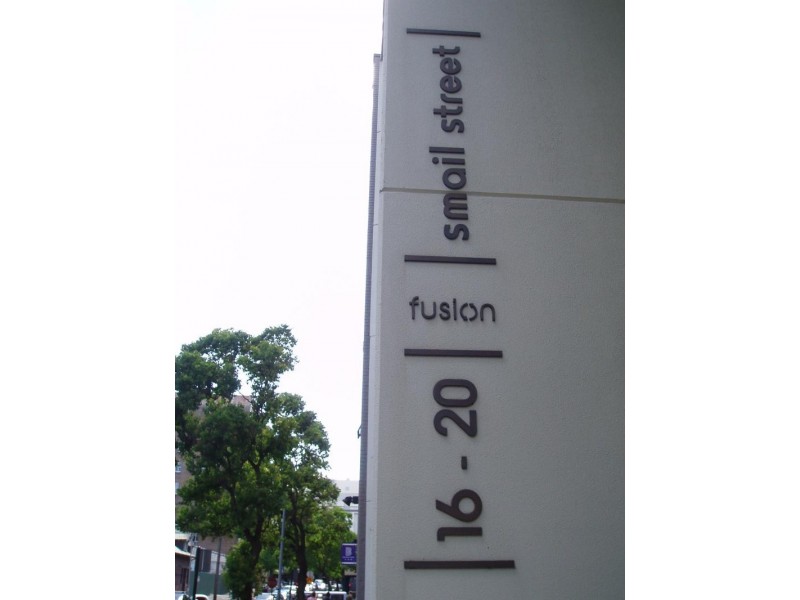 smail street
fusion
16 - 20